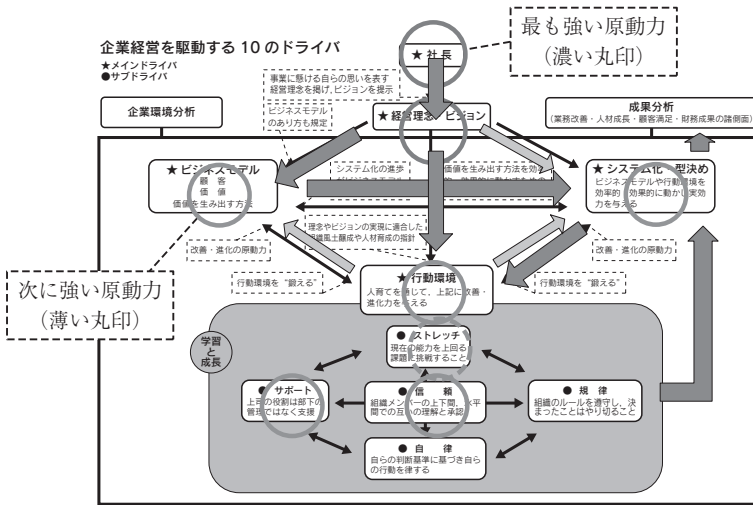 企業経営を駆動する 10 のドライバ
★メインドライバ
●サブドライバ
最も強い原動力
（濃い丸印）
★ 社 長
事業に懸ける自らの思いを表す
経営理念を掲げ、ビジョンを提示
企業環境分析
ビジネスモデル
のあり方も規定
★ 経営理念・ビジョン
成果分析
（業務改善・人材成長・顧客満足・財務成果の諸側面）
★ ビジネスモデル
顧 客
価 値
価値を生み出す方法
システム化の進歩
がビジネスモデル
価値を生み出す方法を効
★ システム化・型決め
ビジネスモデルや行動環境を
効率的、効果的に動かし実効
力を与える
理念やビジョンの実現に適合した
組織風土醸成や人材育成の指針
改善・進化の原動力
改善・進化の原動力
次に強い原動力
（薄い丸印）
行動環境を “鍛える”
★ 行動環境
人育てを通じて、上記に改善・
進化力を与える
行動環境を “鍛える”
学習
と
成長
● ストレッチ
現在の能力を上回る
課題に挑戦すること
● サポート
上司の役割は部下の
管理ではなく支援
● 信 頼
組織メンバーの上下間、水平
間での互いの理解と承認
● 規 律
組織のルールを遵守し、決
まったことはやり切ること
● 自 律
自らの判断基準に基づき自ら
の行動を律する